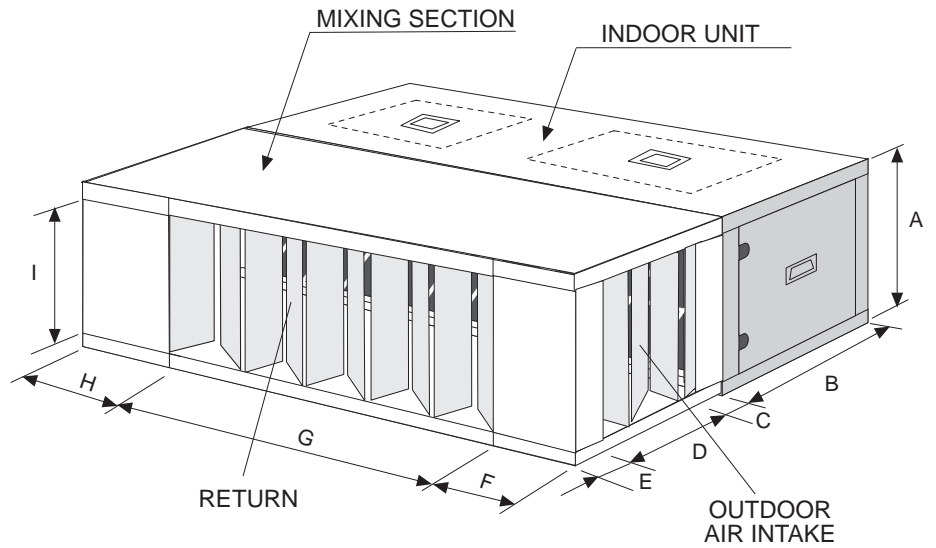 MIXING SECTION
INDOOR UNIT
A
I
B
H
C
G
D
F
E
RETURN
OUTDOOR
AIR INTAKE